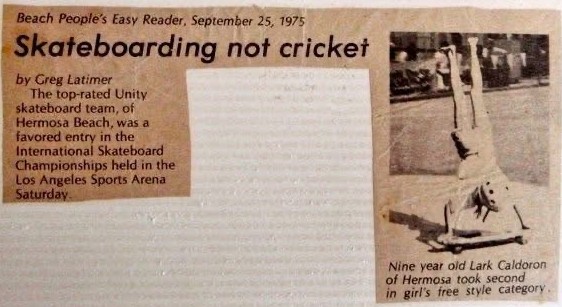 Beach People's Easy Reader, September 25, 1975
Skateboarding not cricket
by Greg Latimer
The top-rated Unity
skateboard team, of
Hermosa Beach, was a
favored entry in the
International Skateboard
Championships held in the
Los Angeles Sports Arena
Saturday.
Nine year old Lark Caldoron
of Hermosa took second
in girl's free style category.